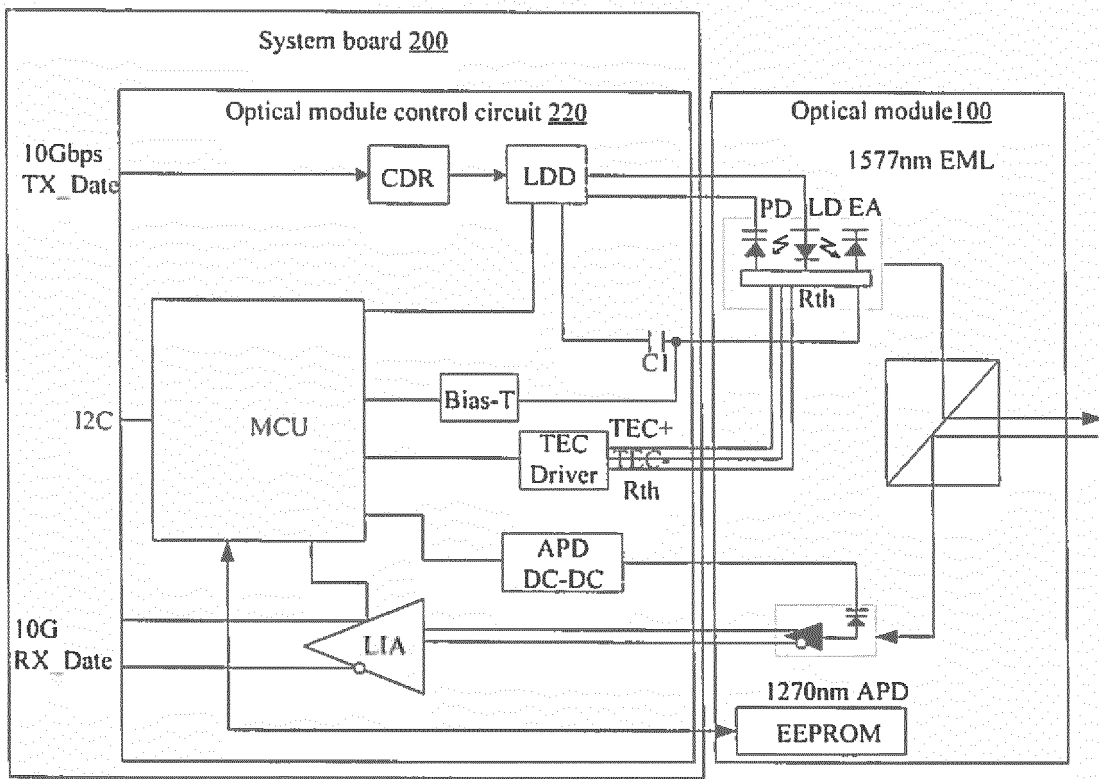 System board 200
Optical module control circuit 220
Optical module100
10Gbps
TX_Date
CDR
LDD
1577nm EML
PD
LD EA
Rth
C1
I2C
MCU
Bias-T
TEC
Driver
TEC+
TEC-
Rth
APD
DC-DC
10G
RX_Date
LIA
1270nm APD
EEPROM